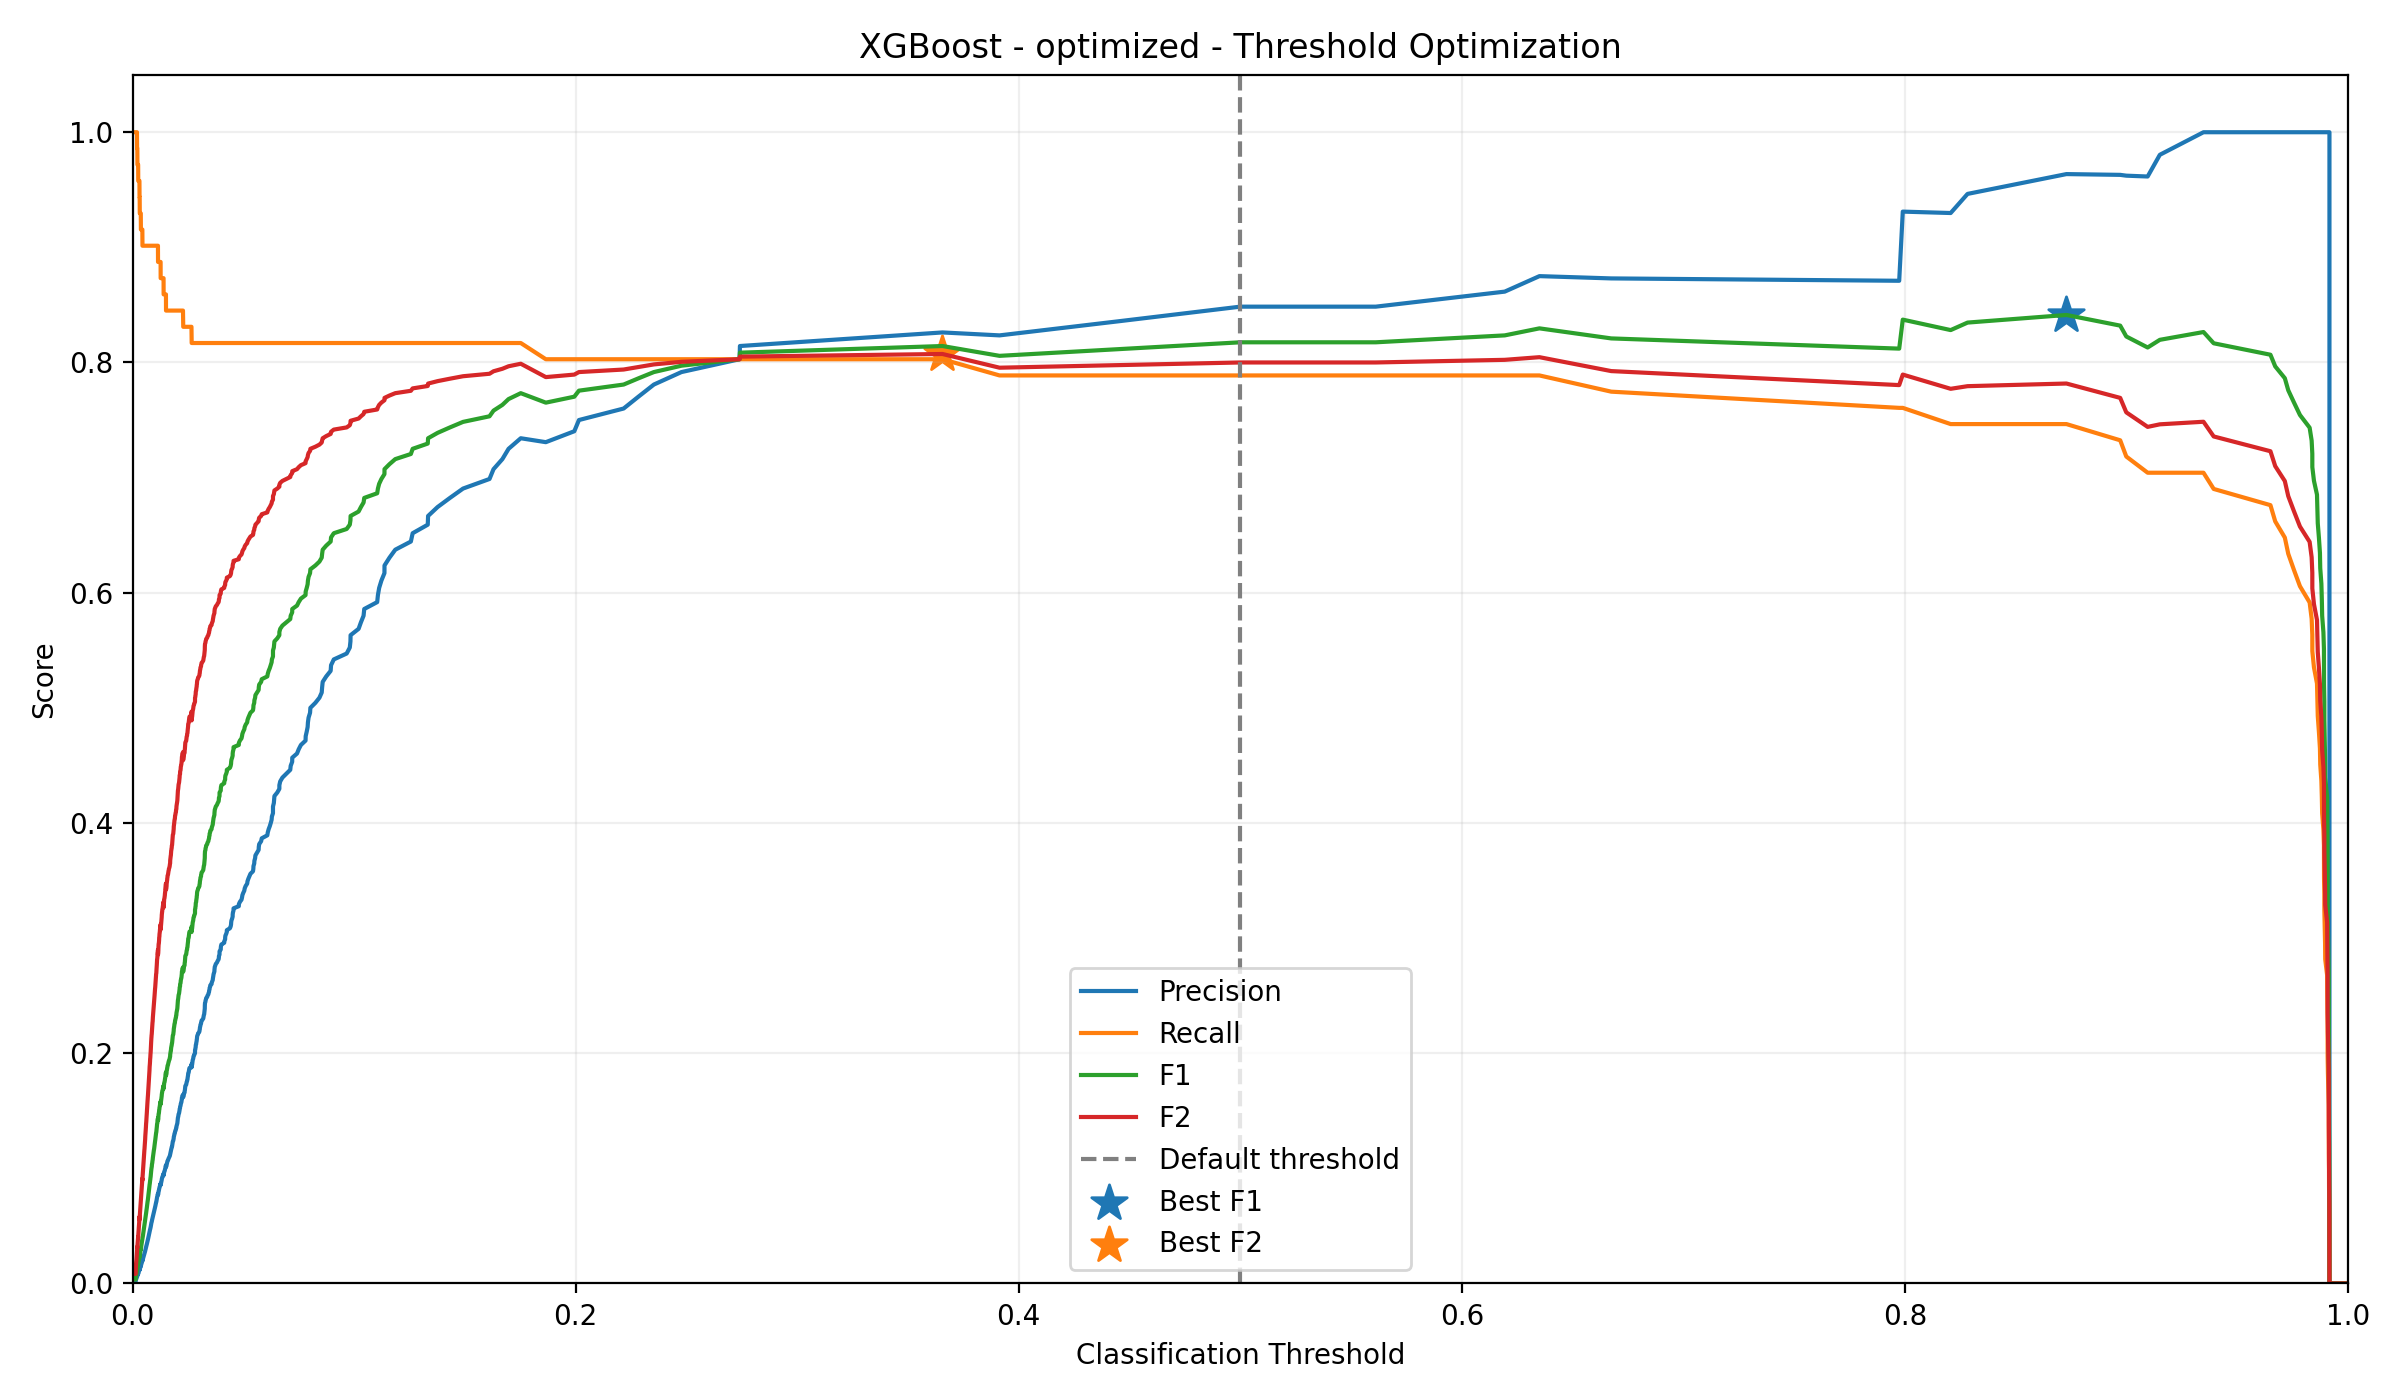 XGBoost - optimized - Threshold Optimization
1.0
0.8
0.6
0.4
0.2
0.0
Score
0.0 0.2 0.4 0.6 0.8 1.0
Classification Threshold
Precision
Recall
F1
F2
Default threshold
Best F1
Best F2